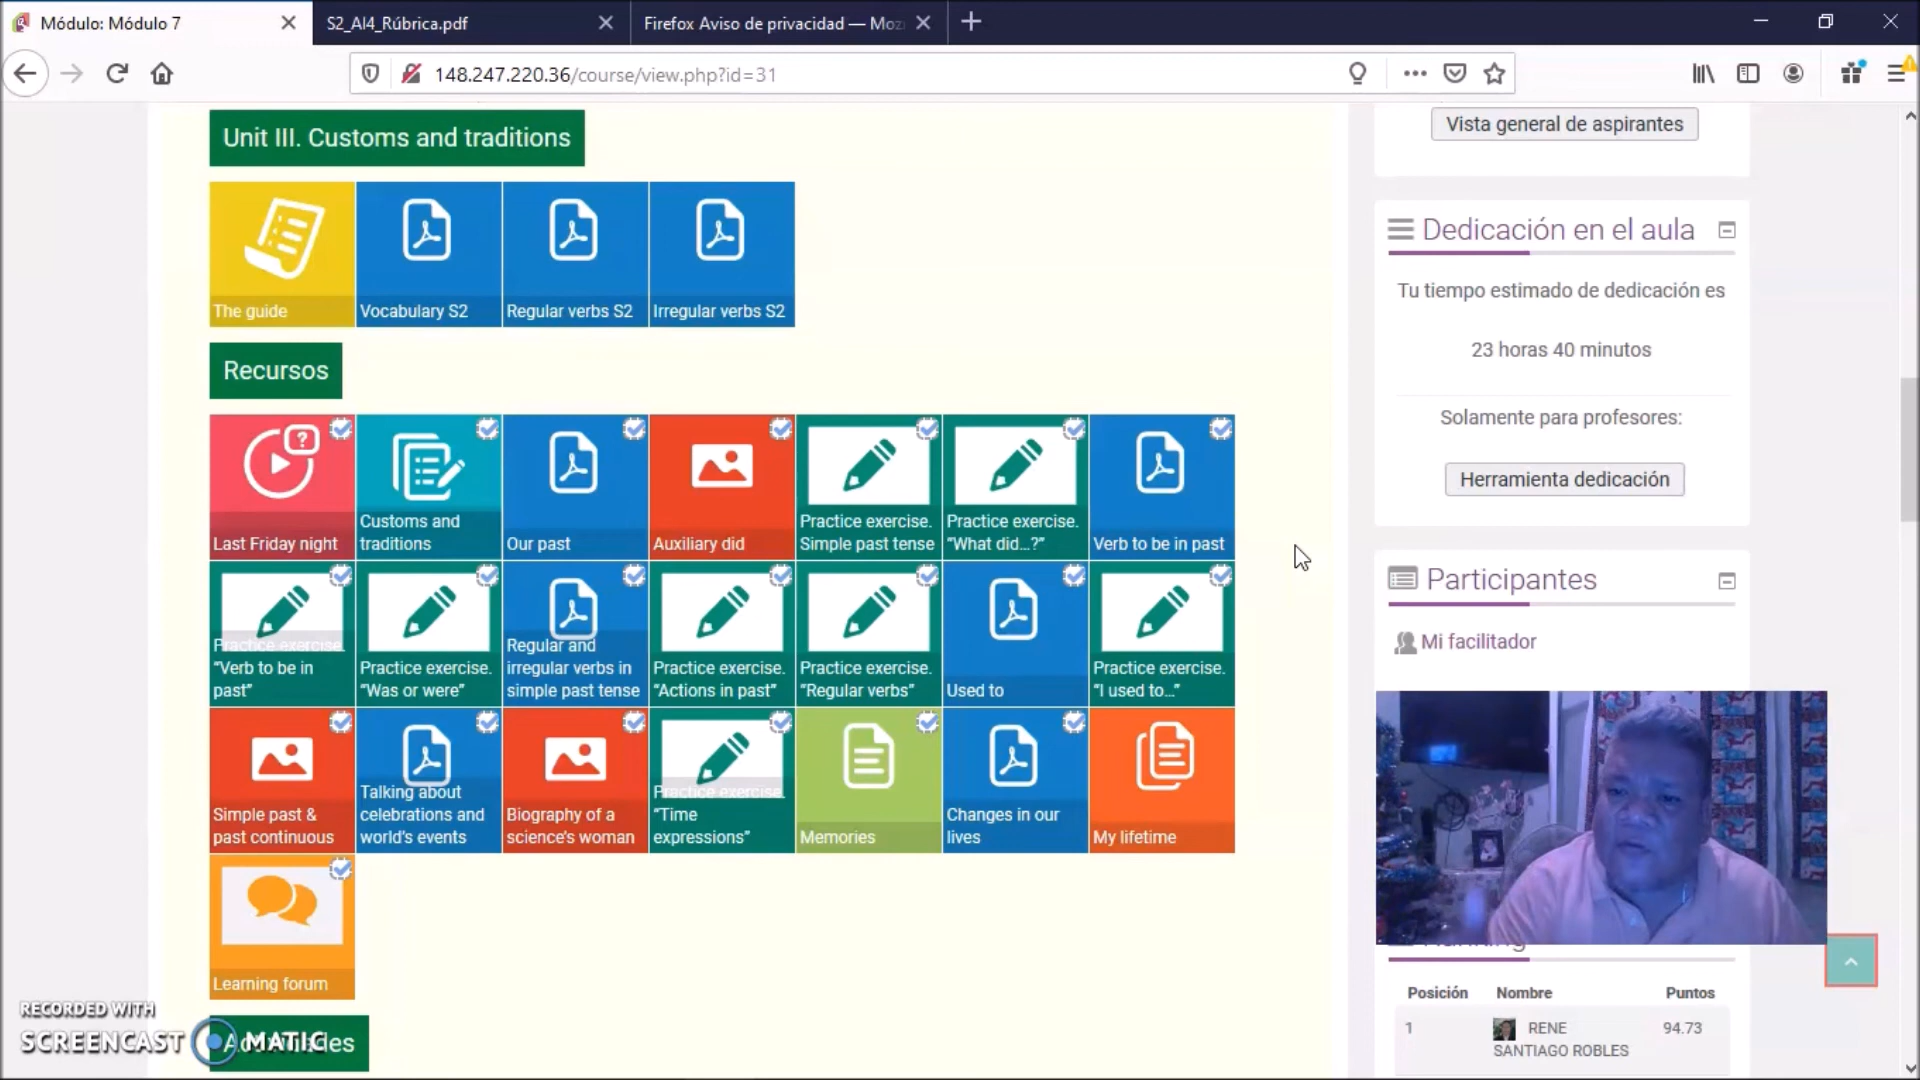 Módulo: Módulo 7
S2_AI4_Rúbrica.pdf
Firefox Aviso de privacidad — Moz
148.247.220.36/course/view.php?id=31
Unit III. Customs and traditions
The guide
Vocabulary S2
Regular verbs S2
Irregular verbs S2
Recursos
Last Friday night
Customs and
traditions
Our past
Auxiliary did
Practice exercise.
Simple past tense
Practice exercise.
"What did...?"
Verb to be in past
Practice exercise.
"Verb to be in
past"
Practice exercise.
"Was or were"
Regular and
irregular verbs in
simple past tense
Practice exercise.
"Actions in past"
Practice exercise.
"Regular verbs"
Used to
Practice exercise.
"I used to..."
Simple past &
past continuous
Talking about
celebrations and
world's events
Biography of a
science's woman
Practice exercise.
"Time
expressions"
Memories
Changes in our
lives
My lifetime
Learning forum
RECORDED WITH
SCREENCAST MATIC
Vista general de aspirantes
Dedicación en el aula
Tu tiempo estimado de dedicación es
23 horas 40 minutos
Solamente para profesores:
Herramienta dedicación
Participantes
Mi facilitador
Posición Nombre Puntos
1 RENE 94.73
SANTIAGO ROBLES